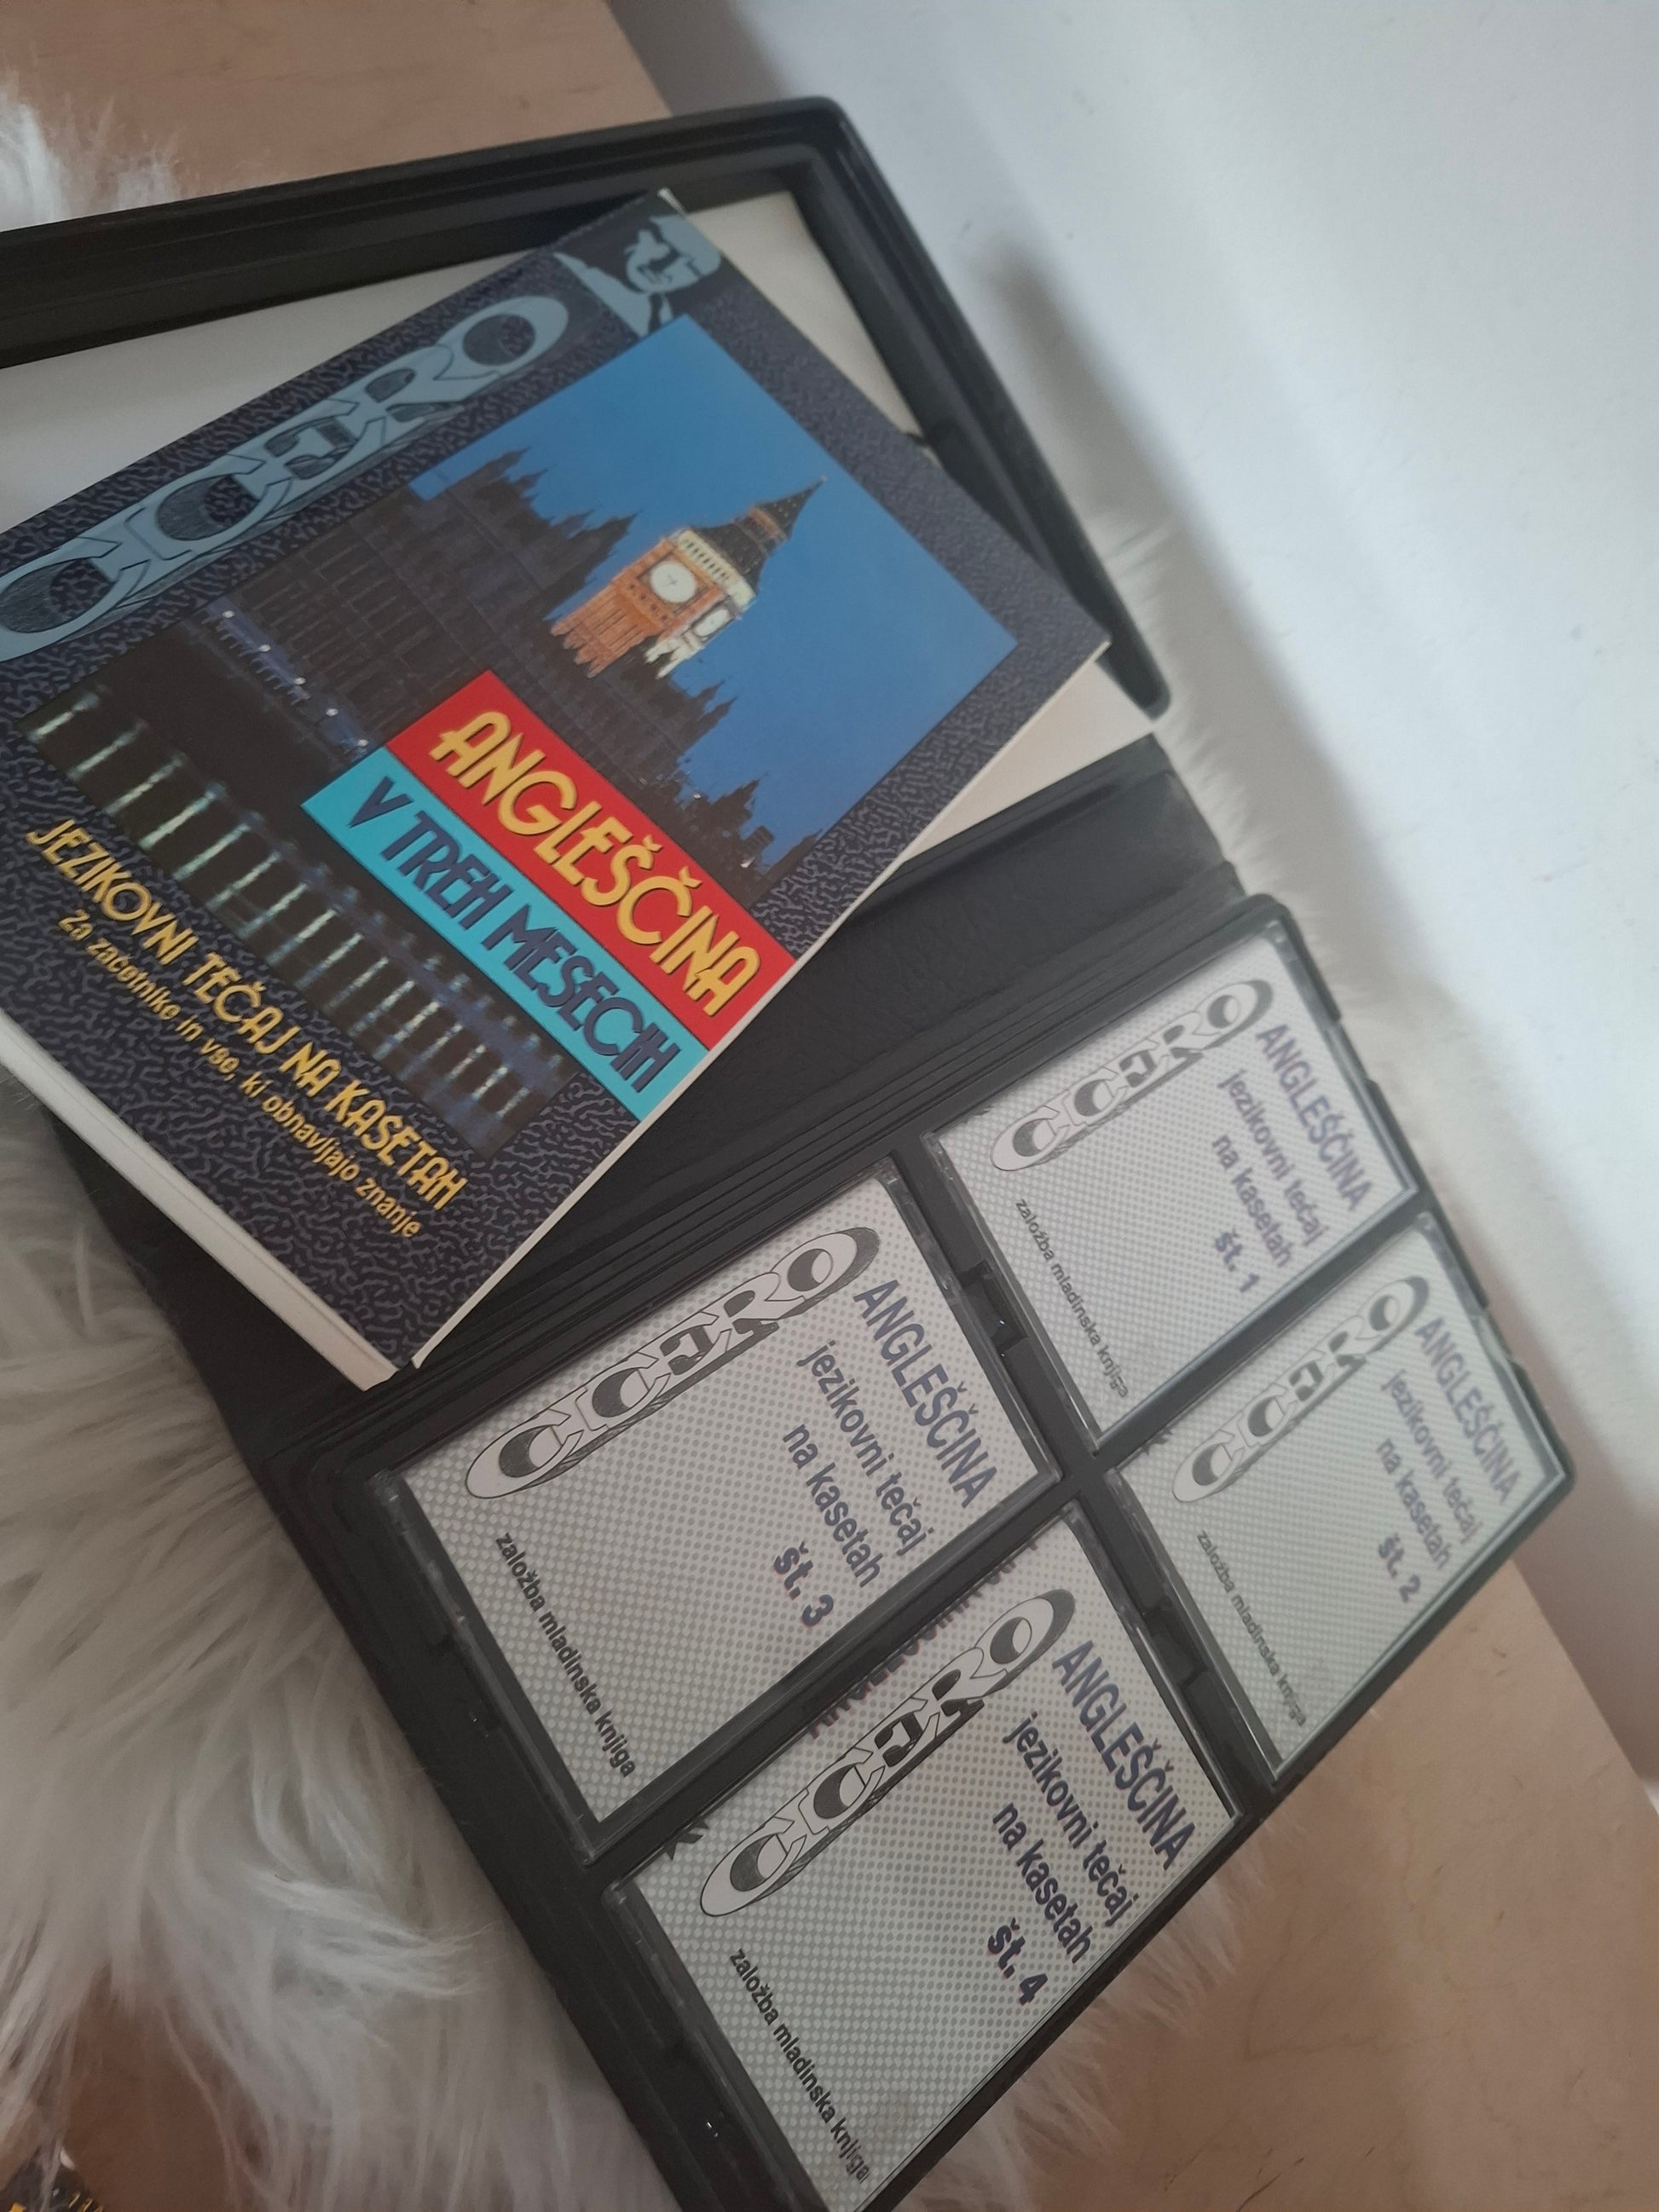 CICERO
ANGLEŠČINA
V TREH MESECIH
JEZIKOVNI TEČAJ NA KASETAH
Za začetnike in vse, ki obnavljajo znanje
CICERO
ANGLEŠČINA
jezikovni tečaj
na kasetah
št. 1
založba mladinska knjiga
CICERO
ANGLEŠČINA
jezikovni tečaj
na kasetah
št. 2
založba mladinska knjiga
CICERO
ANGLEŠČINA
jezikovni tečaj
na kasetah
št. 3
založba mladinska knjiga
CICERO
ANGLEŠČINA
jezikovni tečaj
na kasetah
št. 4
založba mladinska knjiga